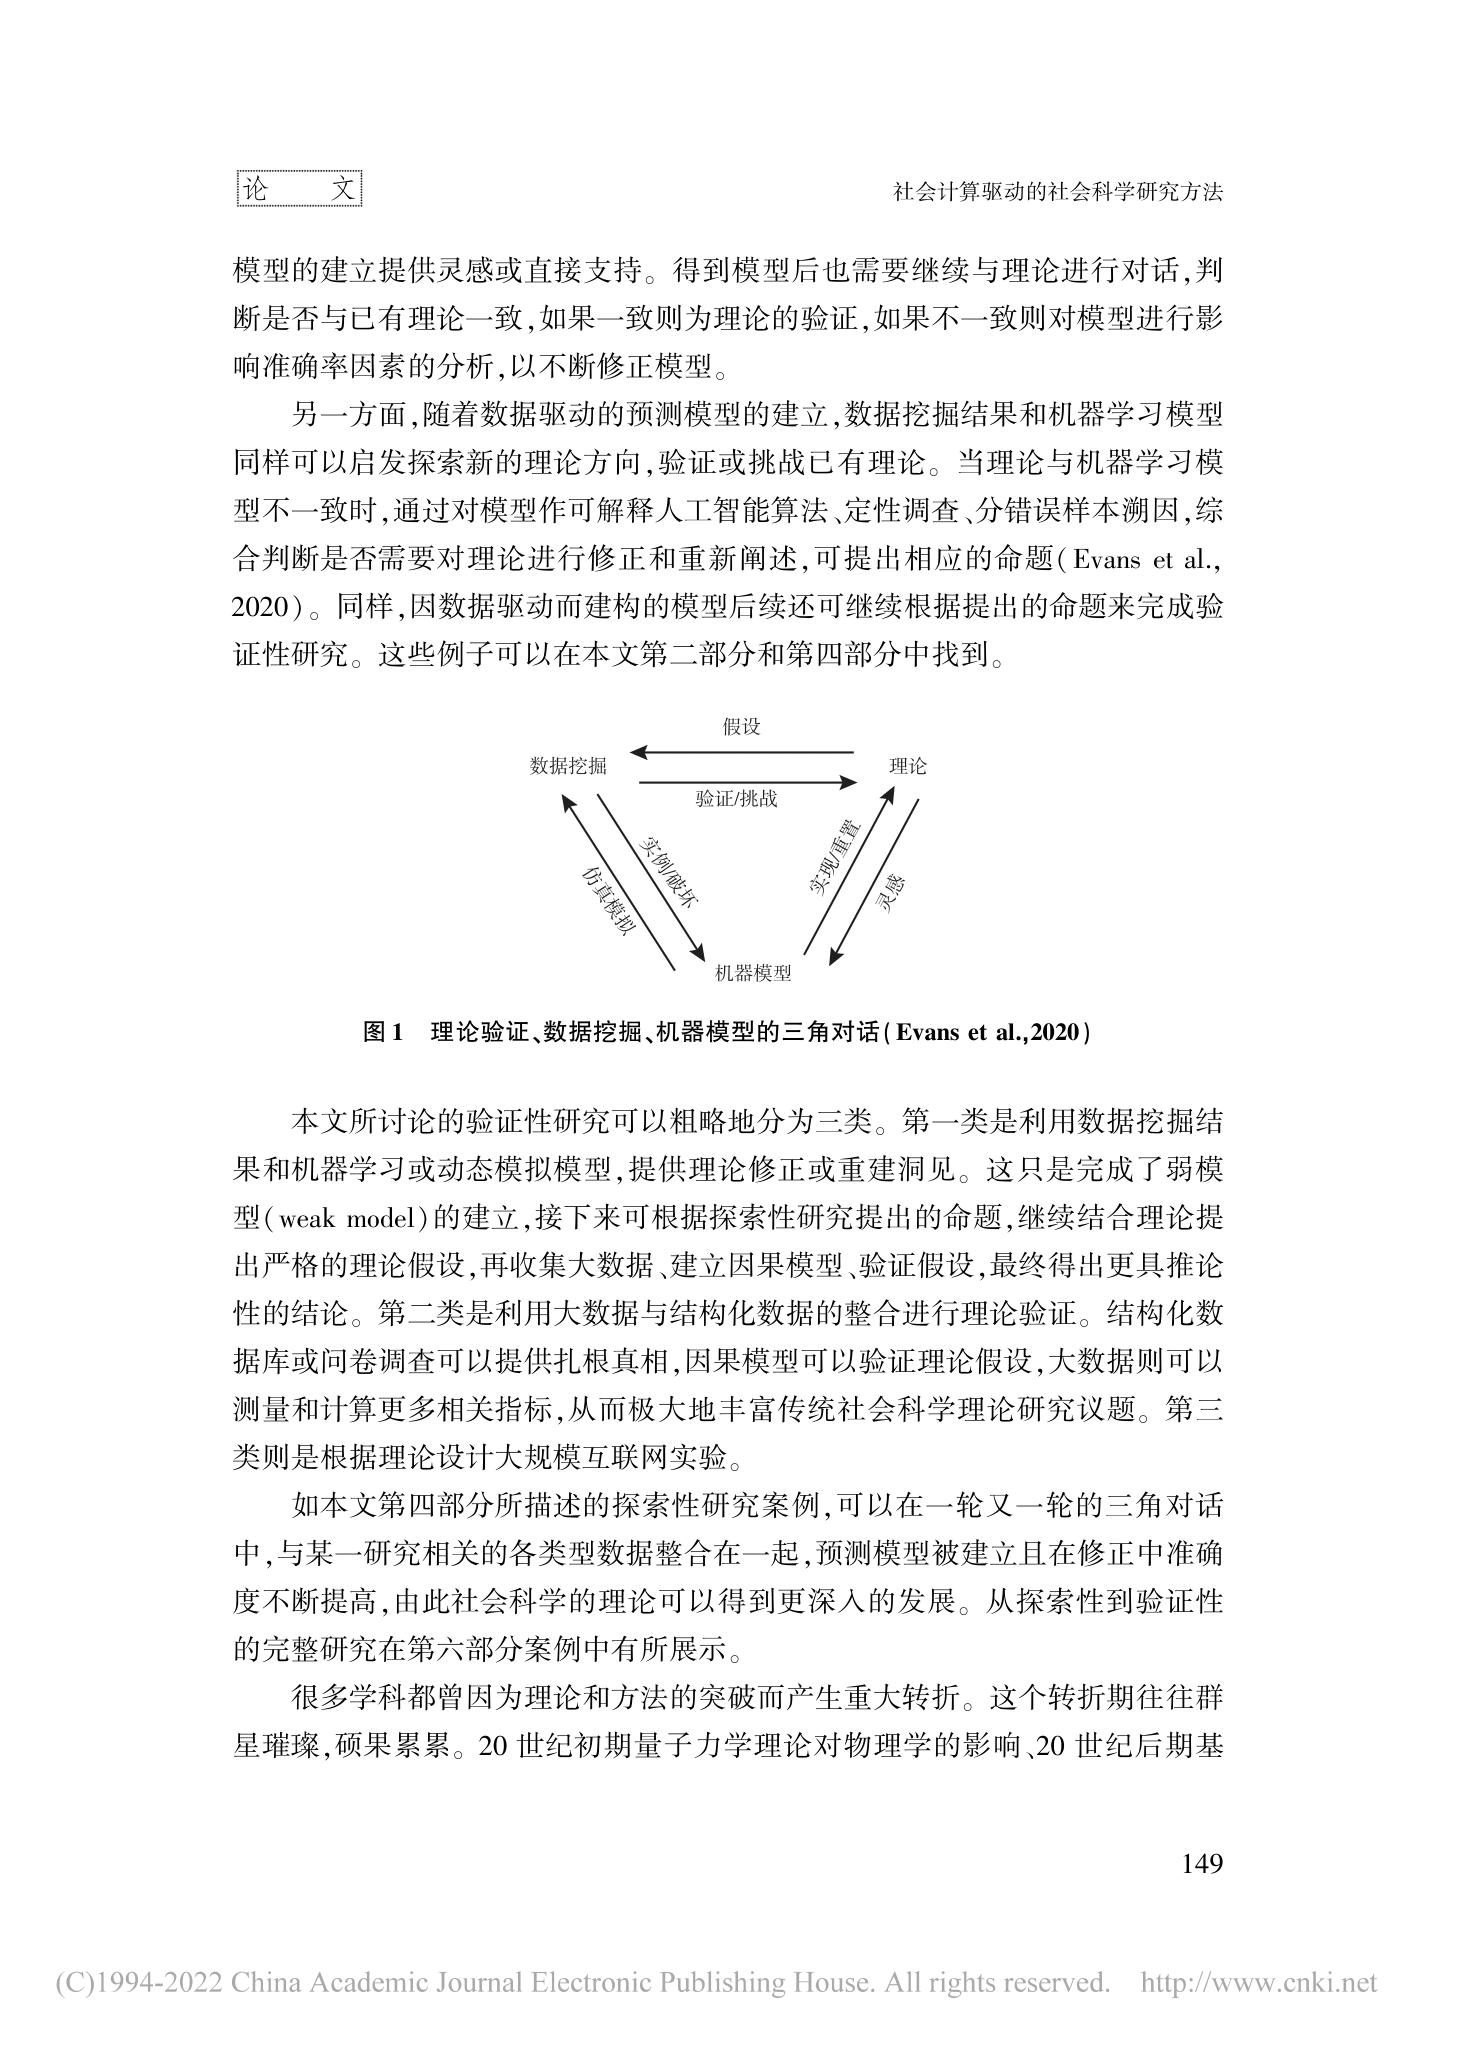 论 文
社会计算驱动的社会科学研究方法
模型的建立提供灵感或直接支持。得到模型后也需要继续与理论进行对话,判
断是否与已有理论一致,如果一致则为理论的验证,如果不一致则对模型进行影
响准确率因素的分析,以不断修正模型。
另一方面,随着数据驱动的预测模型的建立,数据挖掘结果和机器学习模型
同样可以启发探索新的理论方向,验证或挑战已有理论。当理论与机器学习模
型不一致时,通过对模型作可解释人工智能算法、定性调查、分错误样本溯因,综
合判断是否需要对理论进行修正和重新阐述,可提出相应的命题(Evans et al.,
2020)。同样,因数据驱动而建构的模型后续还可继续根据提出的命题来完成验
证性研究。这些例子可以在本文第二部分和第四部分中找到。
假设
数据挖掘
理论
验证/挑战
实例/破坏
仿真模拟
实现/重置
灵感
机器模型
图1 理论验证、数据挖掘、机器模型的三角对话(Evans et al.,2020)
本文所讨论的验证性研究可以粗略地分为三类。第一类是利用数据挖掘结
果和机器学习或动态模拟模型,提供理论修正或重建洞见。这只是完成了弱模
型(weak model)的建立,接下来可根据探索性研究提出的命题,继续结合理论提
出严格的理论假设,再收集大数据、建立因果模型、验证假设,最终得出更具推论
性的结论。第二类是利用大数据与结构化数据的整合进行理论验证。结构化数
据库或问卷调查可以提供扎根真相,因果模型可以验证理论假设,大数据则可以
测量和计算更多相关指标,从而极大地丰富传统社会科学理论研究议题。第三
类则是根据理论设计大规模互联网实验。
如本文第四部分所描述的探索性研究案例,可以在一轮又一轮的三角对话
中,与某一研究相关的各类型数据整合在一起,预测模型被建立且在修正中准确
度不断提高,由此社会科学的理论可以得到更深入的发展。从探索性到验证性
的完整研究在第六部分案例中有所展示。
很多学科都曾因为理论和方法的突破而产生重大转折。这个转折期往往群
星璀璨,硕果累累。20 世纪初期量子力学理论对物理学的影响、20 世纪后期基
149
(C)1994-2022 China Academic Journal Electronic Publishing House. All rights reserved. http://www.cnki.net